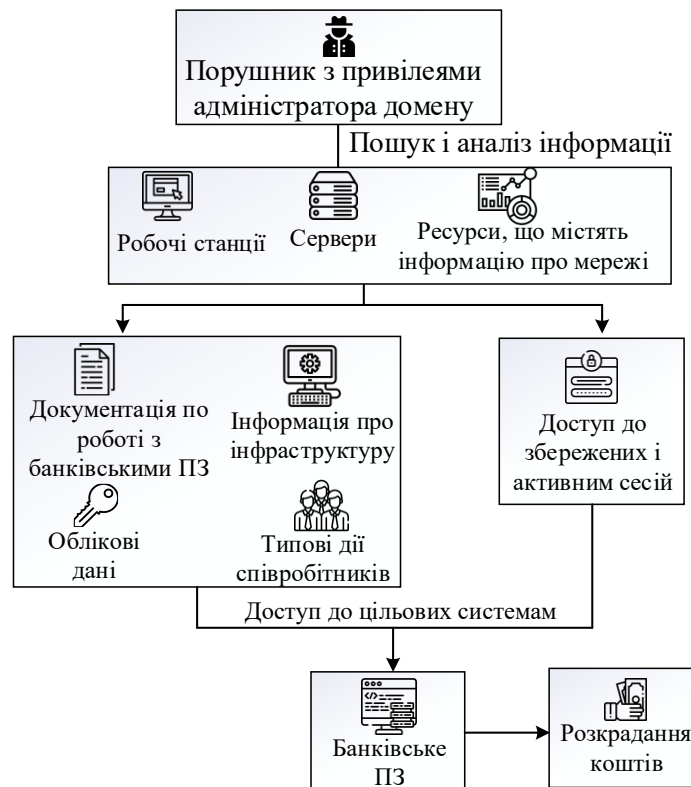 Порушник з привілеями
адміністратора домену
Пошук і аналіз інформації
Робочі станції
Сервери
Ресурси, що містять
інформацію про мережі
Документація по
роботі з
банківськими ПЗ
Інформація про
інфраструктуру
Облікові
дані
Типові дії
співробітників
Доступ до
збережених і
активним сесій
Доступ до цільових системам
Банківське
ПЗ
Розкрадання
коштів